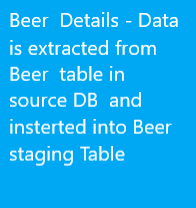 Beer  Details - Data
is extracted from
Beer  table in
source DB  and
insterted into Beer
staging Table